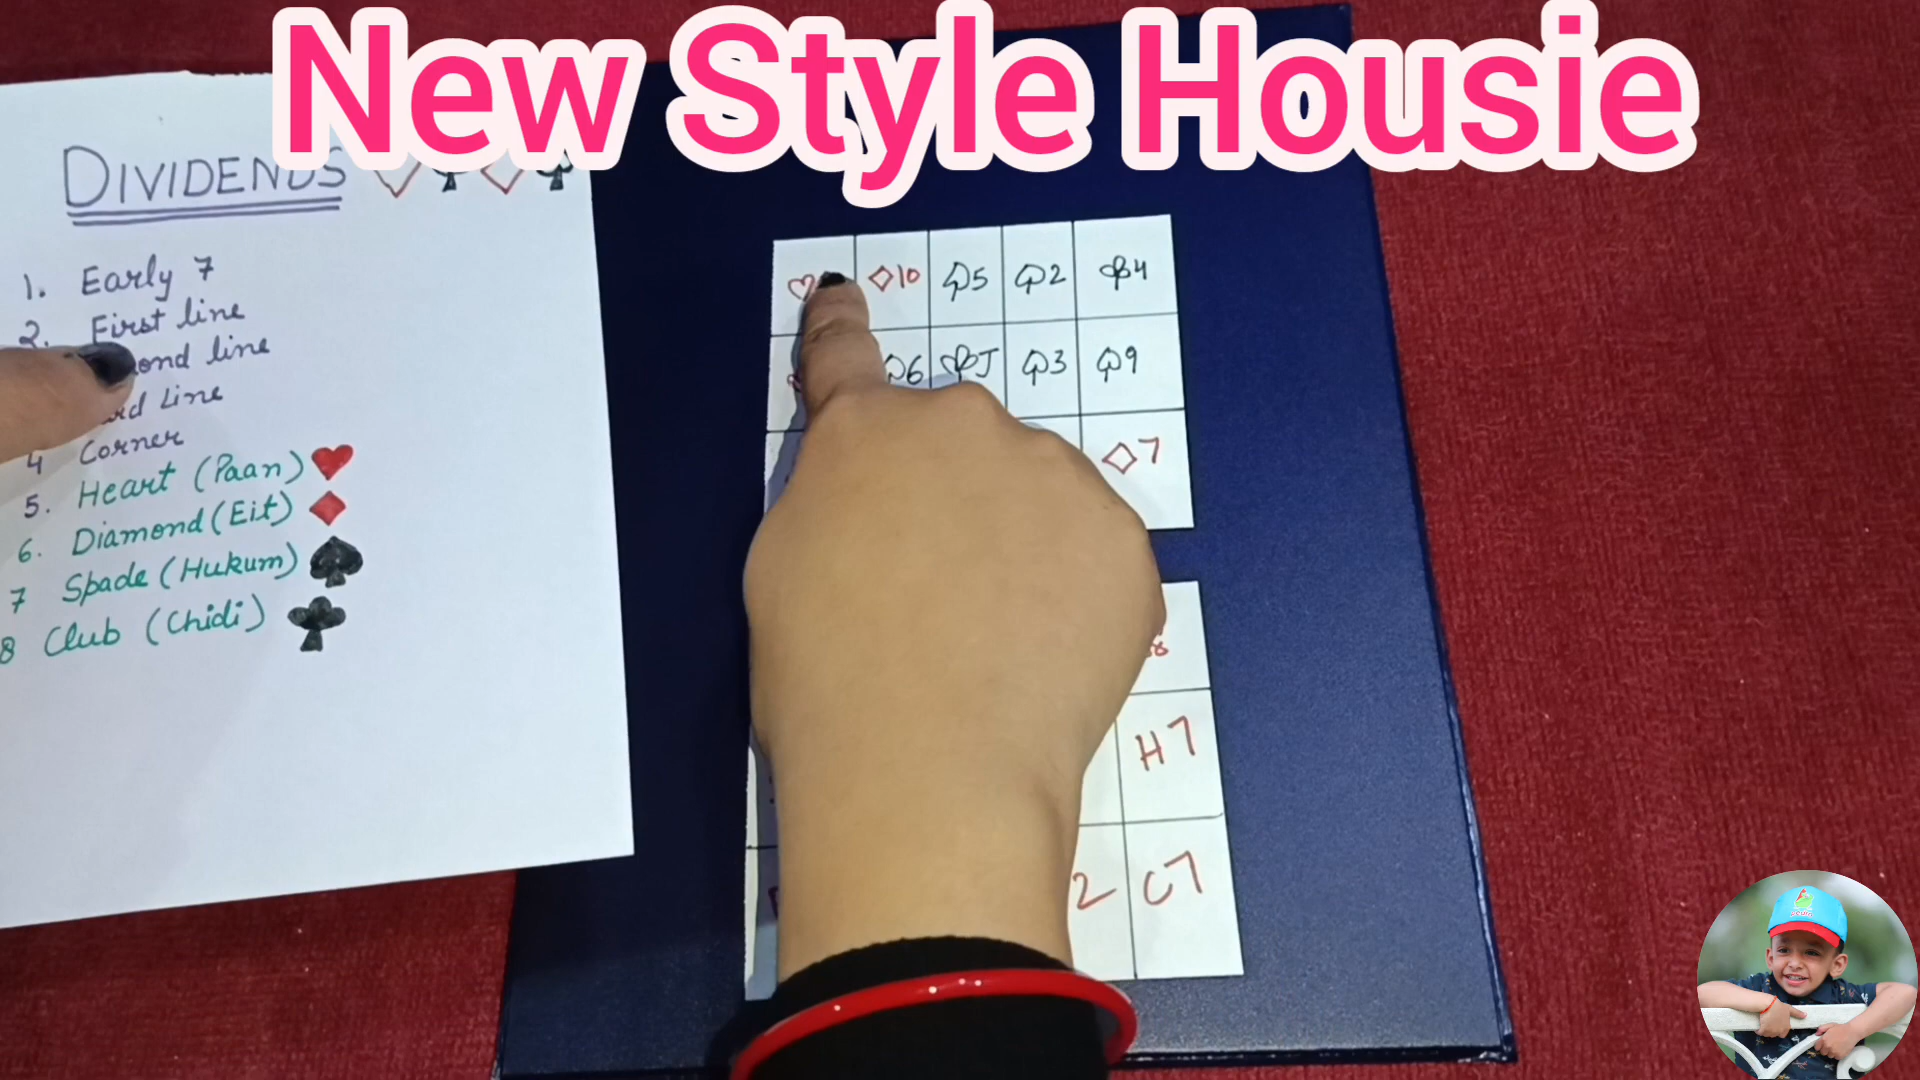 New Style Housie
DIVIDENDS
1. Early 7
2. First line
line
Line
4 Corner
5. Heart (Paan) ♥
6. Diamond (Eit) ♦
7 Spade (Hukum) ♠
8 Club (Chidi) ♣
♡ ♢10 ♤5 ♤2 ♧4
♤6 ♧J ♤3 ♤9
♢7
8
H7
2 C7